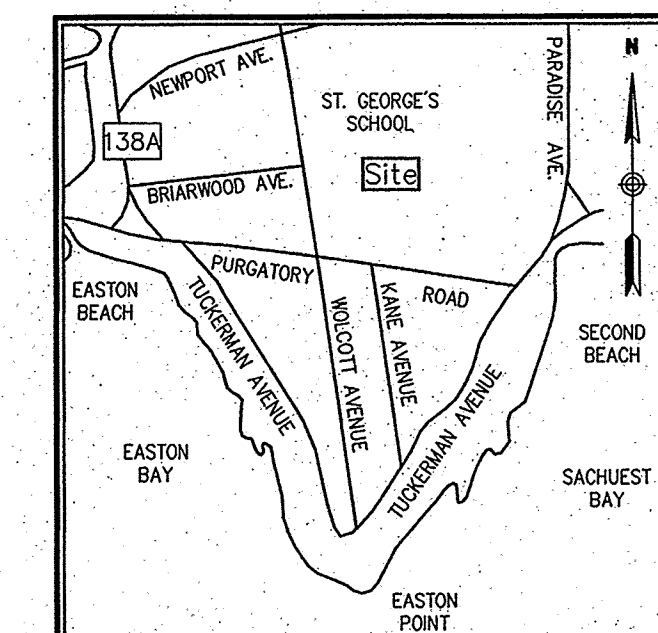 N
NEWPORT AVE.
PARADISE AVE.
ST. GEORGE'S
SCHOOL
138A
Site
BRIARWOOD AVE.
PURGATORY
ROAD
EASTON
BEACH
TUCKERMAN AVENUE
WOLCOTT AVENUE
KANE AVENUE
SECOND
BEACH
TUCKERMAN AVENUE
EASTON
BAY
SACHUEST
BAY
EASTON
POINT